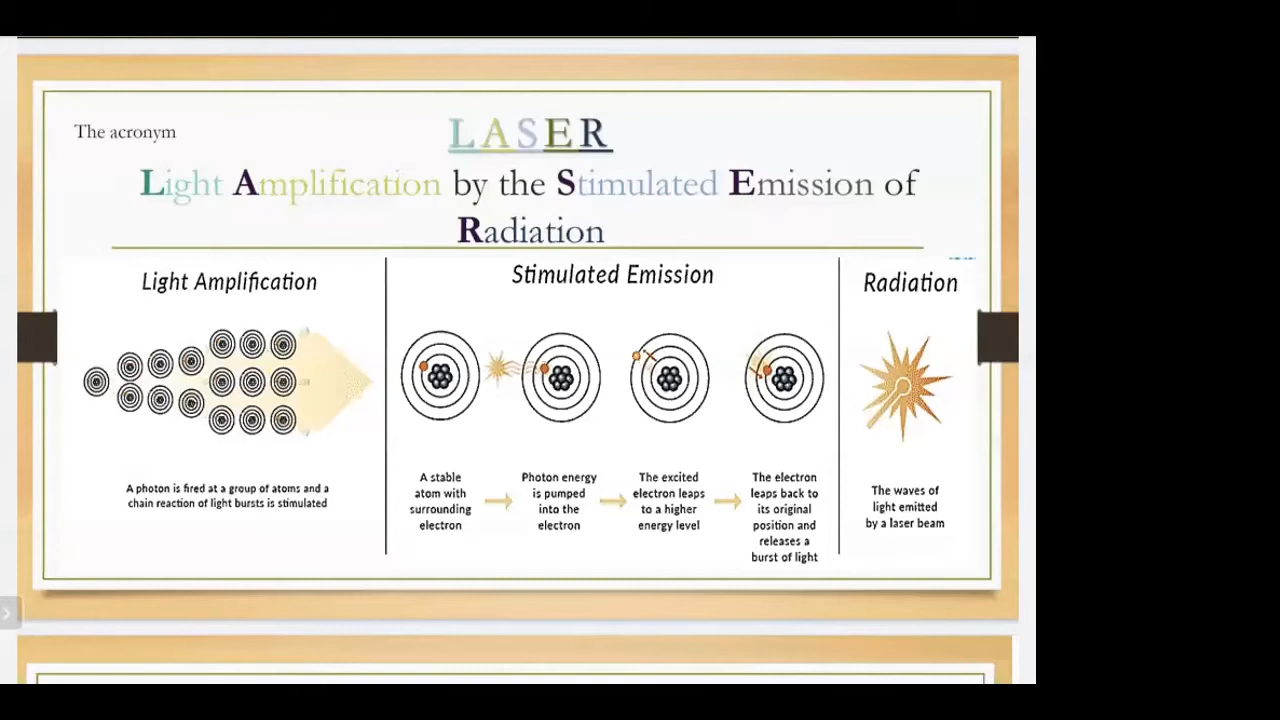 The acronym
LASER
Light Amplification by the Stimulated Emission of
Radiation
Light Amplification
A photon is fired at a group of atoms and a
chain reaction of light bursts is stimulated
Stimulated Emission
A stable
atom with
surrounding
electron
Photon energy
is pumped
into the
electron
The excited
electron leaps
to a higher
energy level
The electron
leaps back to
its original
position and
releases a
burst of light
Radiation
The waves of
light emitted
by a laser beam